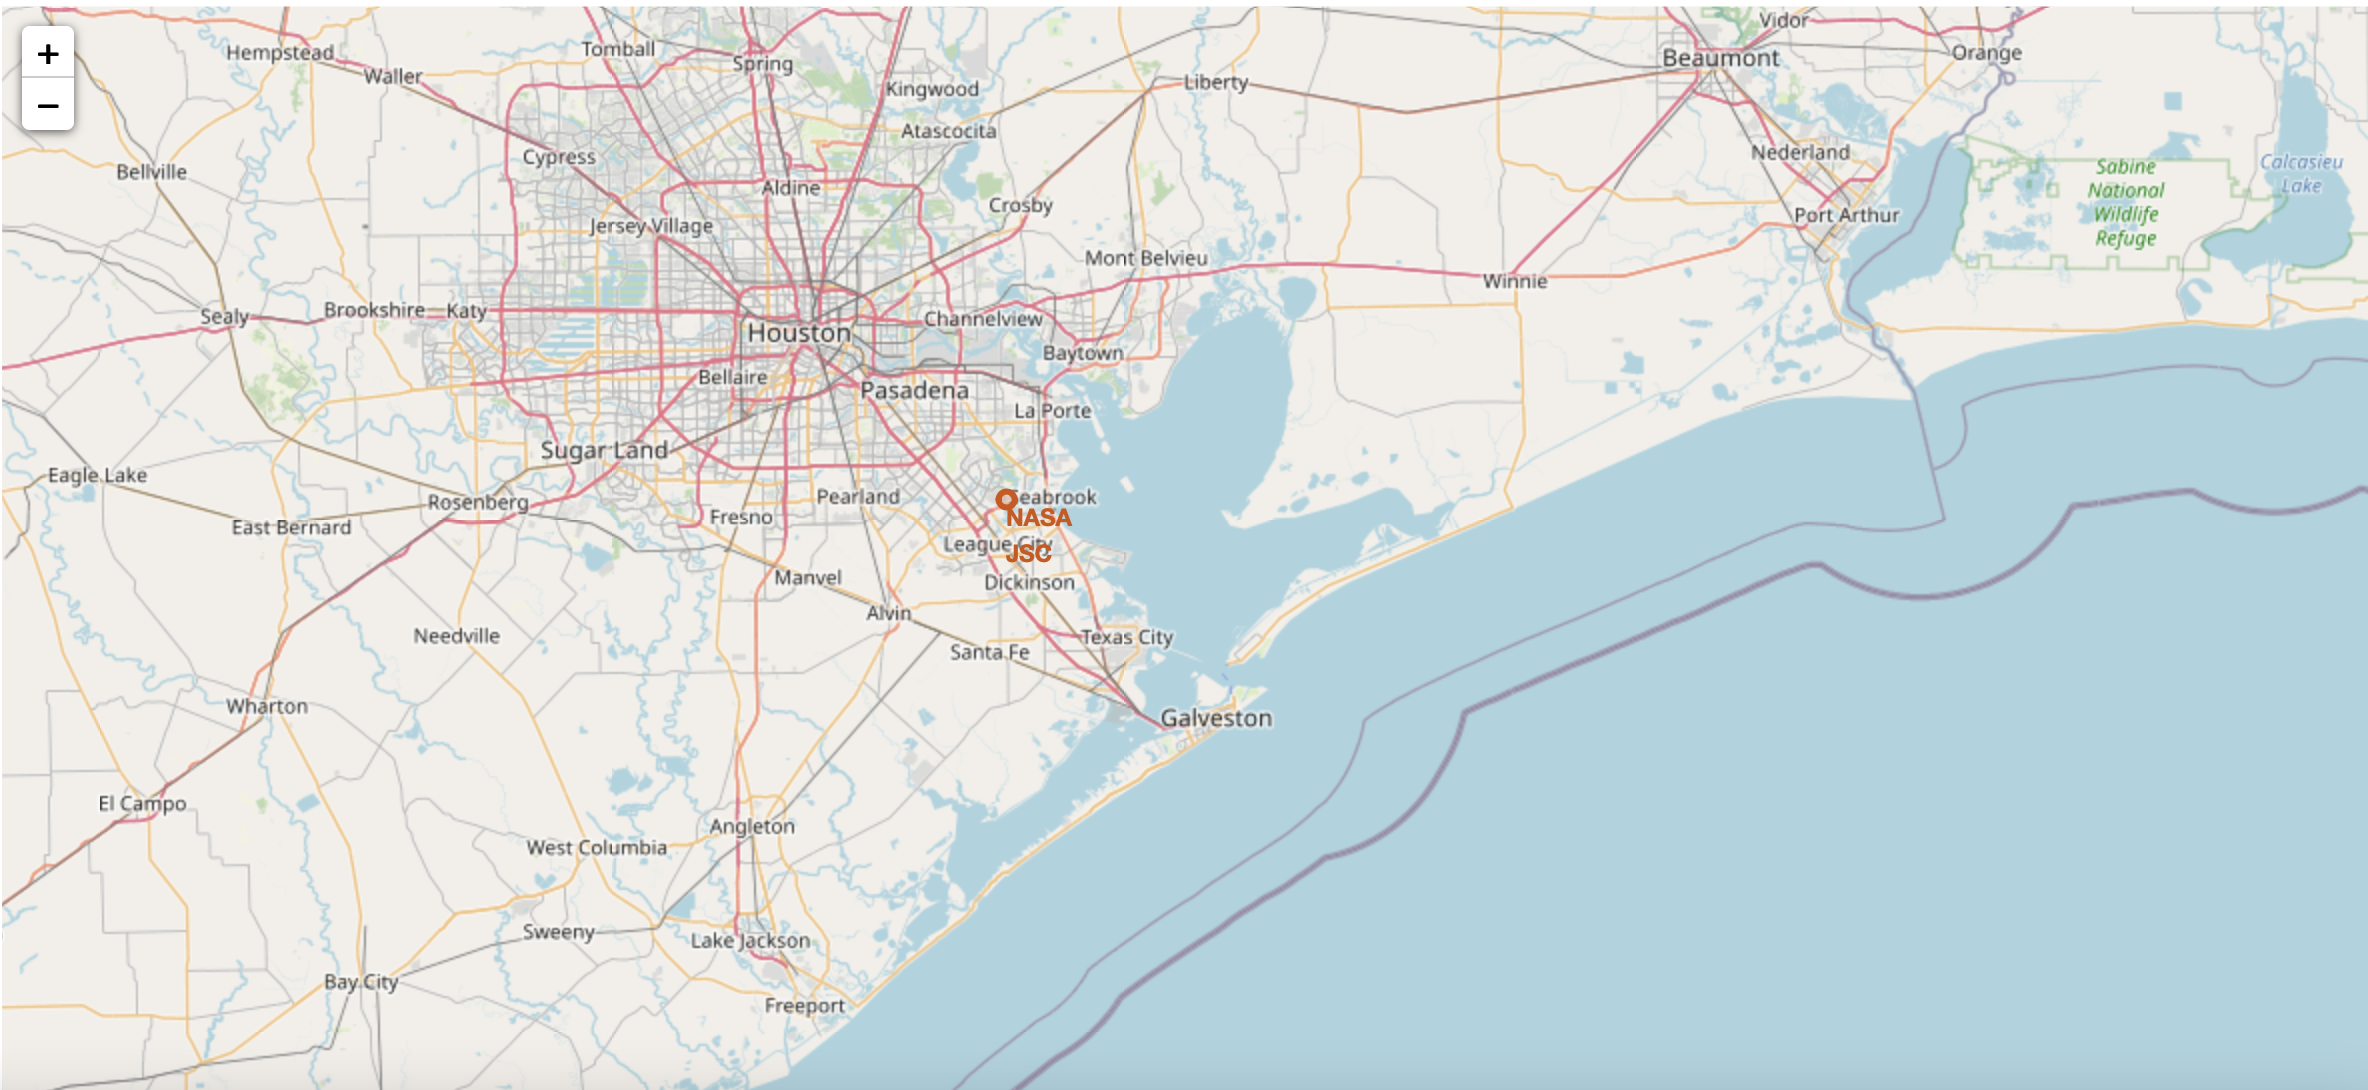 +
−
Hempstead
Tomball
Spring
Vidor
Beaumont
Orange
Waller
Kingwood
Liberty
Atascocita
Cypress
Nederland
Bellville
Aldine
Sabine
National
Wildlife
Refuge
Calcasieu
Lake
Crosby
Jersey Village
Port Arthur
Mont Belvieu
Winnie
Sealy
Brookshire
Katy
Channelview
Houston
Baytown
Bellaire
Pasadena
La Porte
Sugar Land
Eagle Lake
Rosenberg
Pearland
Seabrook
NASA
JSC
East Bernard
Fresno
League City
Manvel
Dickinson
Alvin
Needville
Texas City
Santa Fe
Wharton
Galveston
El Campo
Angleton
West Columbia
Sweeny
Lake Jackson
Bay City
Freeport